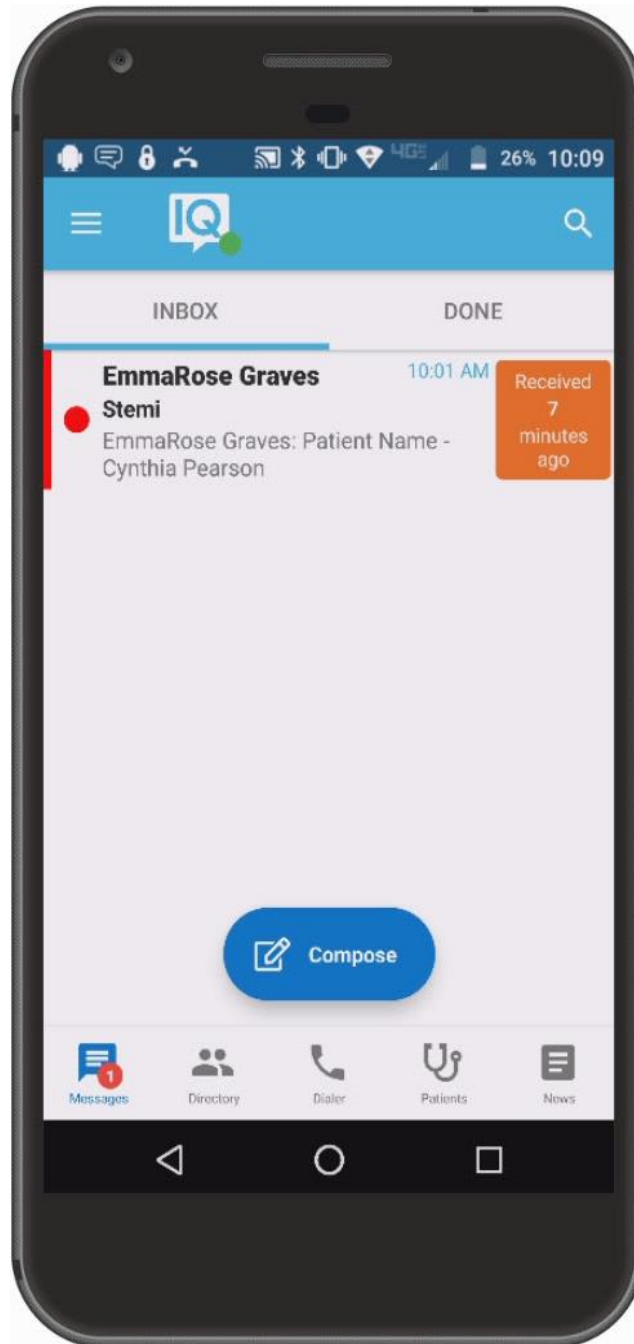 4GE 26% 10:09
IQ
INBOX DONE
EmmaRose Graves 10:01 AM
Stemi
EmmaRose Graves: Patient Name -
Cynthia Pearson
Received
7
minutes
ago
Compose
1
Messages Directory Dialer Patients News